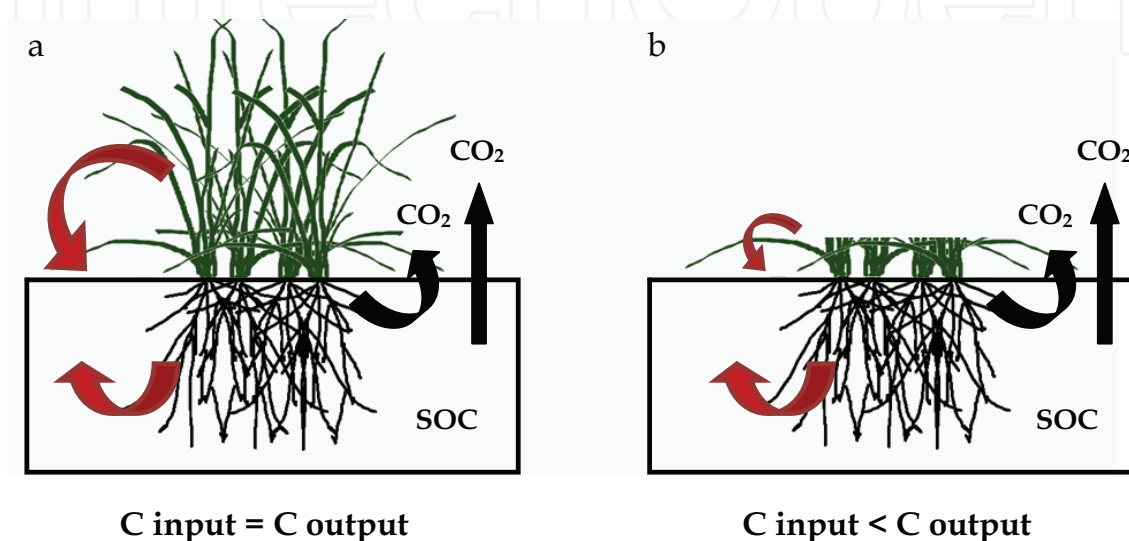 a
CO₂
CO₂
SOC
C input = C output
b
CO₂
CO₂
SOC
C input < C output